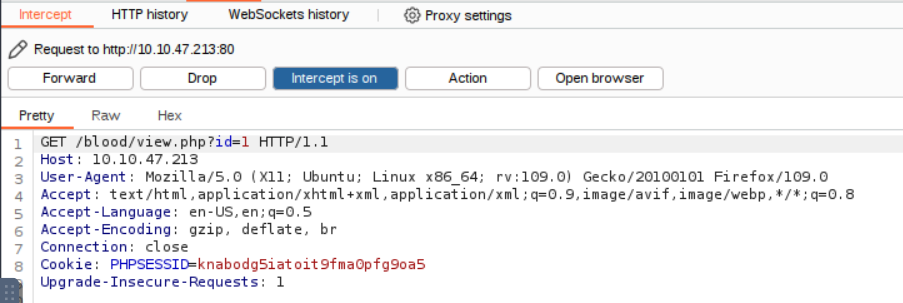 Intercept HTTP history WebSockets history Proxy settings
Request to http://10.10.47.213:80
Forward Drop Intercept is on Action Open browser
Pretty Raw Hex
1 GET /blood/view.php?id=1 HTTP/1.1
2 Host: 10.10.47.213
3 User-Agent: Mozilla/5.0 (X11; Ubuntu; Linux x86_64; rv:109.0) Gecko/20100101 Firefox/109.0
4 Accept: text/html,application/xhtml+xml,application/xml;q=0.9,image/avif,image/webp,*/*;q=0.8
5 Accept-Language: en-US,en;q=0.5
6 Accept-Encoding: gzip, deflate, br
7 Connection: close
8 Cookie: PHPSESSID=knabodg5iatoit9fma0pfg9oa5
Upgrade-Insecure-Requests: 1